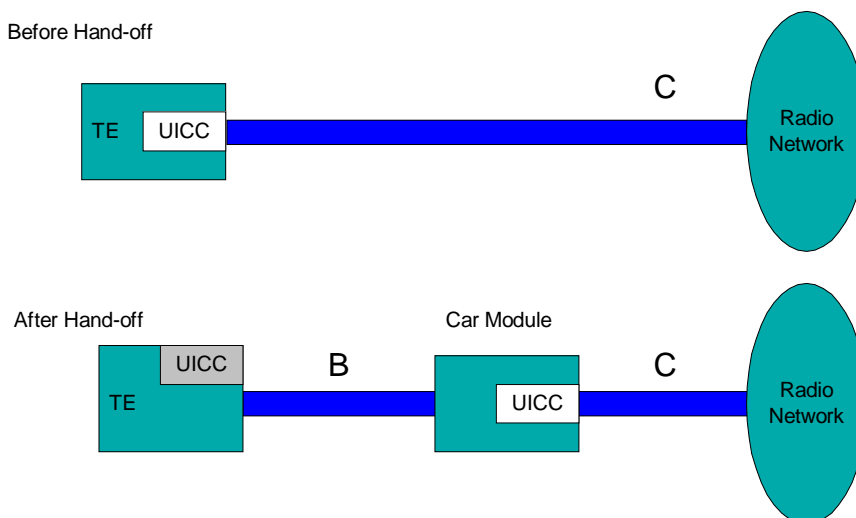 Before Hand-off
C
TE
UICC
Radio
Network
After Hand-off
Car Module
UICC
B
C
TE
UICC
Radio
Network